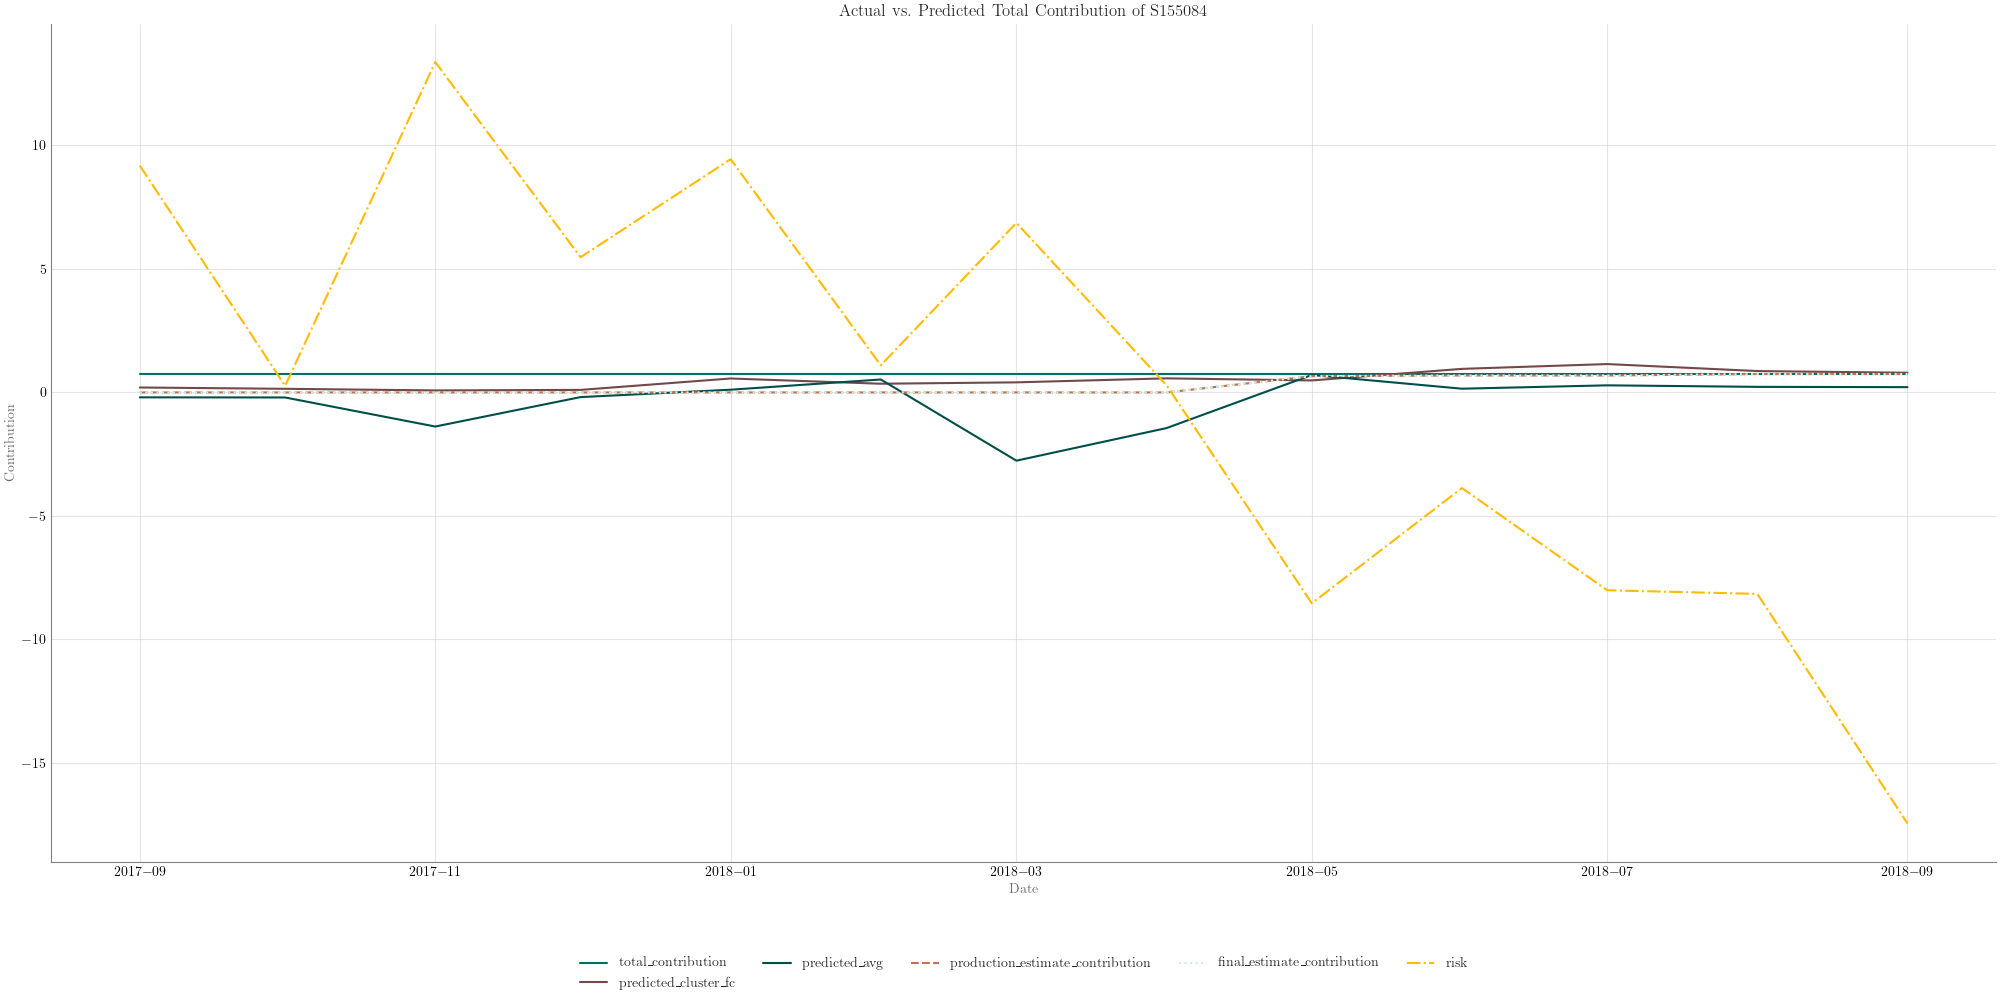 Actual vs. Predicted Total Contribution of S155084
10
5
0
−5
−10
−15
Contribution
2017−09 2017−11 2018−01 2018−03 2018−05 2018−07 2018−09
Date
total_contribution predicted_avg production_estimate_contribution final_estimate_contribution risk
predicted_cluster_fc